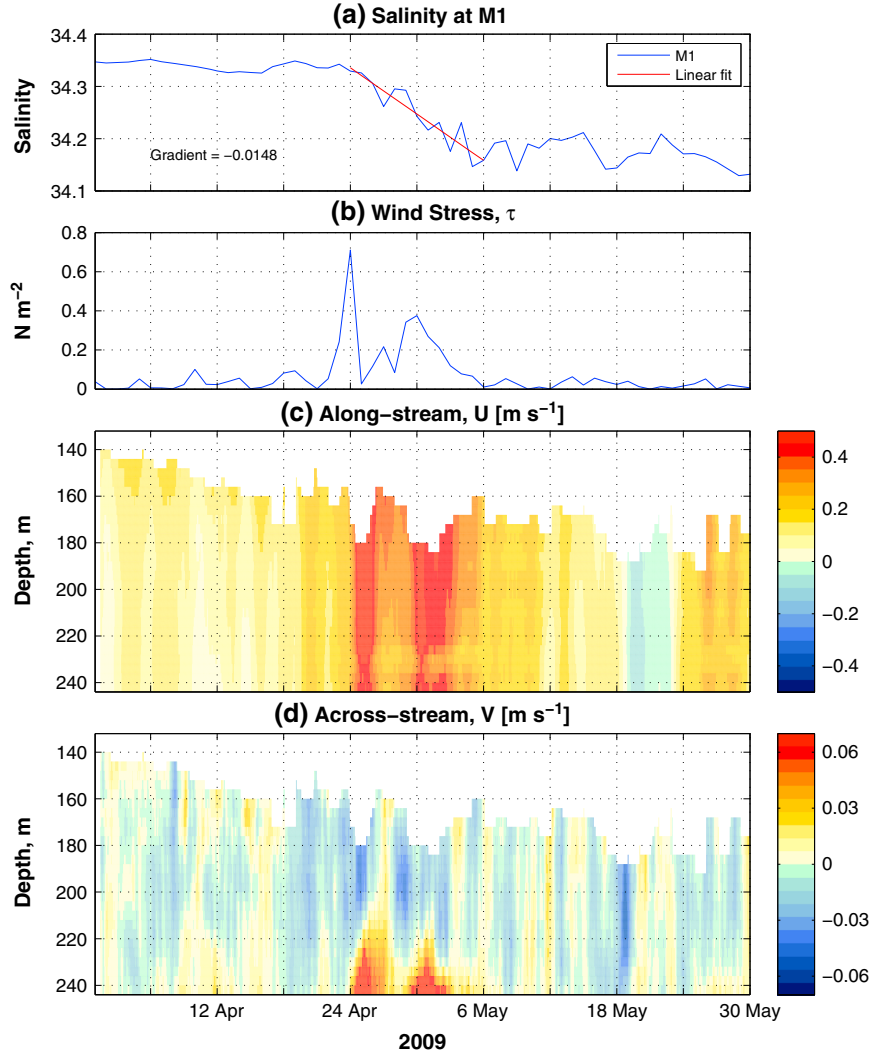 (a) Salinity at M1
34.4
34.3
34.2
34.1
Salinity
M1
Linear fit
Gradient = −0.0148
(b) Wind Stress, τ
0.8
0.6
0.4
0.2
0
N m⁻²
(c) Along−stream, U [m s⁻¹]
140
160
180
200
220
240
Depth, m
0.4
0.2
0
−0.2
−0.4
(d) Across−stream, V [m s⁻¹]
140
160
180
200
220
240
Depth, m
0.06
0.03
0
−0.03
−0.06
12 Apr 24 Apr 6 May 18 May 30 May
2009